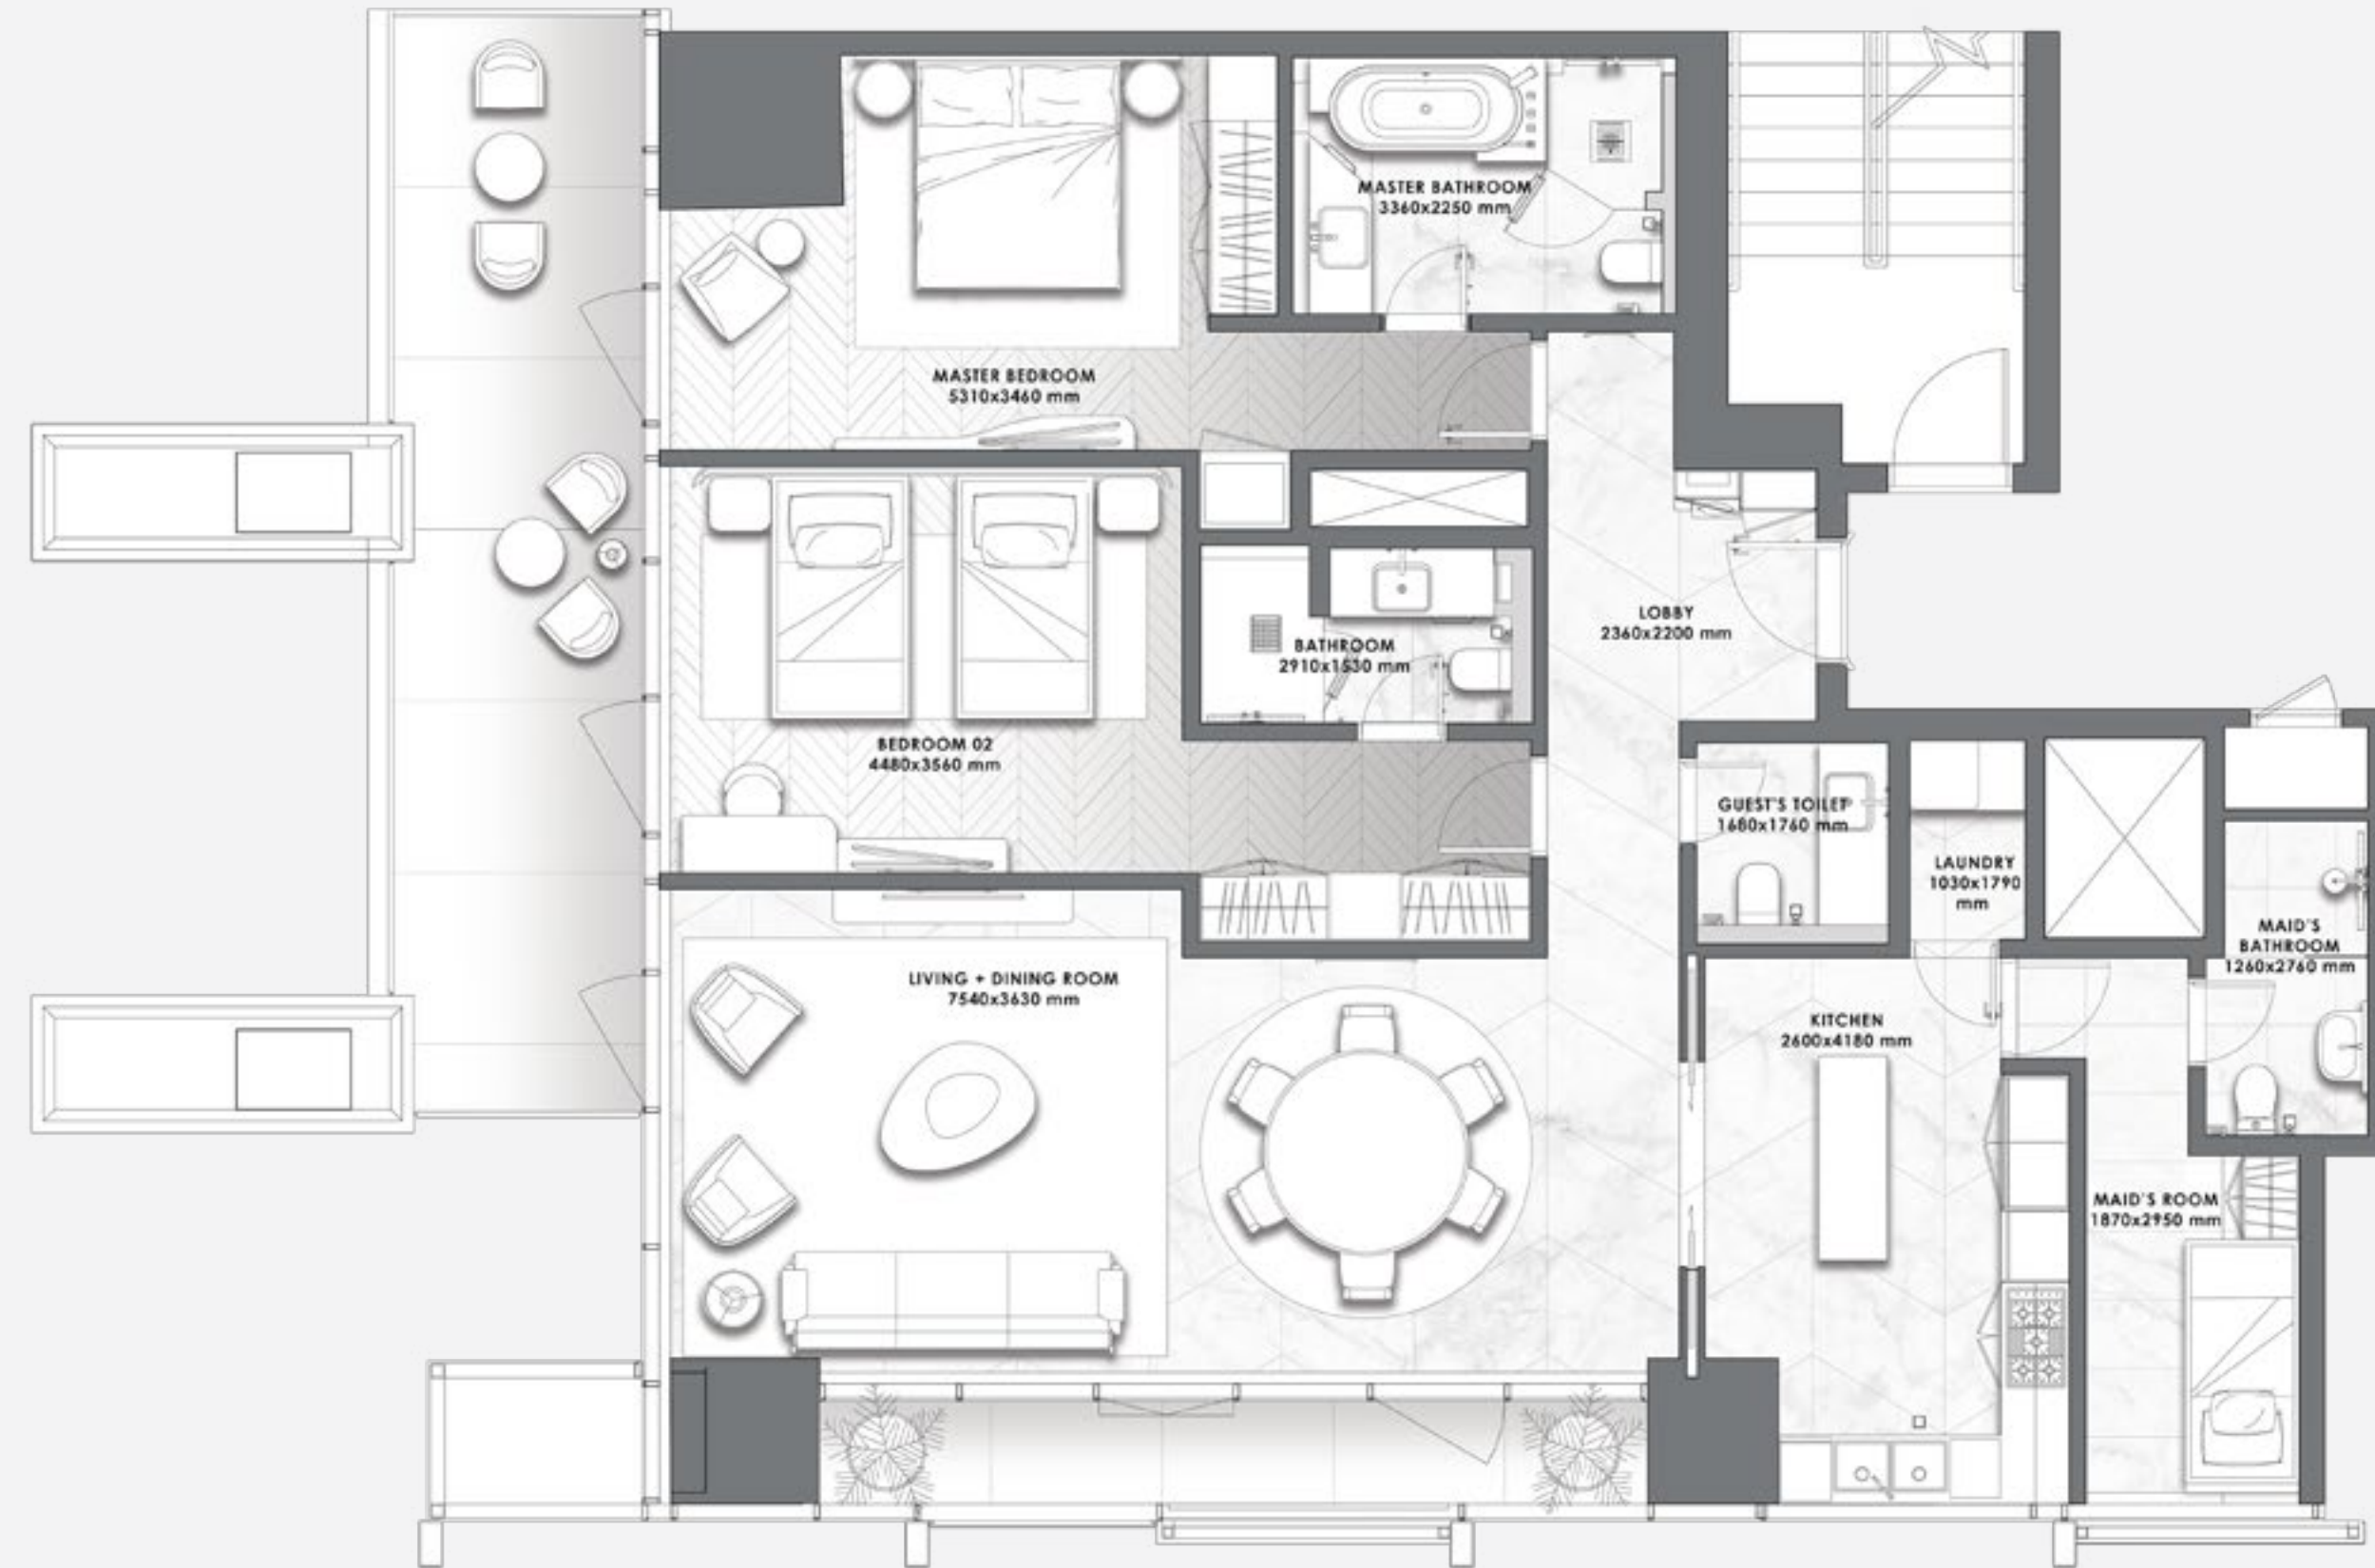 MASTER BATHROOM
3360x2250 mm
MASTER BEDROOM
5310x3460 mm
LOBBY
2360x2200 mm
BATHROOM
2910x1530 mm
BEDROOM 02
4480x3560 mm
GUEST'S TOILET
1680x1760 mm
LAUNDRY
1030x1790
mm
MAID'S
BATHROOM
1260x2760 mm
LIVING + DINING ROOM
7540x3630 mm
KITCHEN
2600x4180 mm
MAID'S ROOM
1870x2950 mm